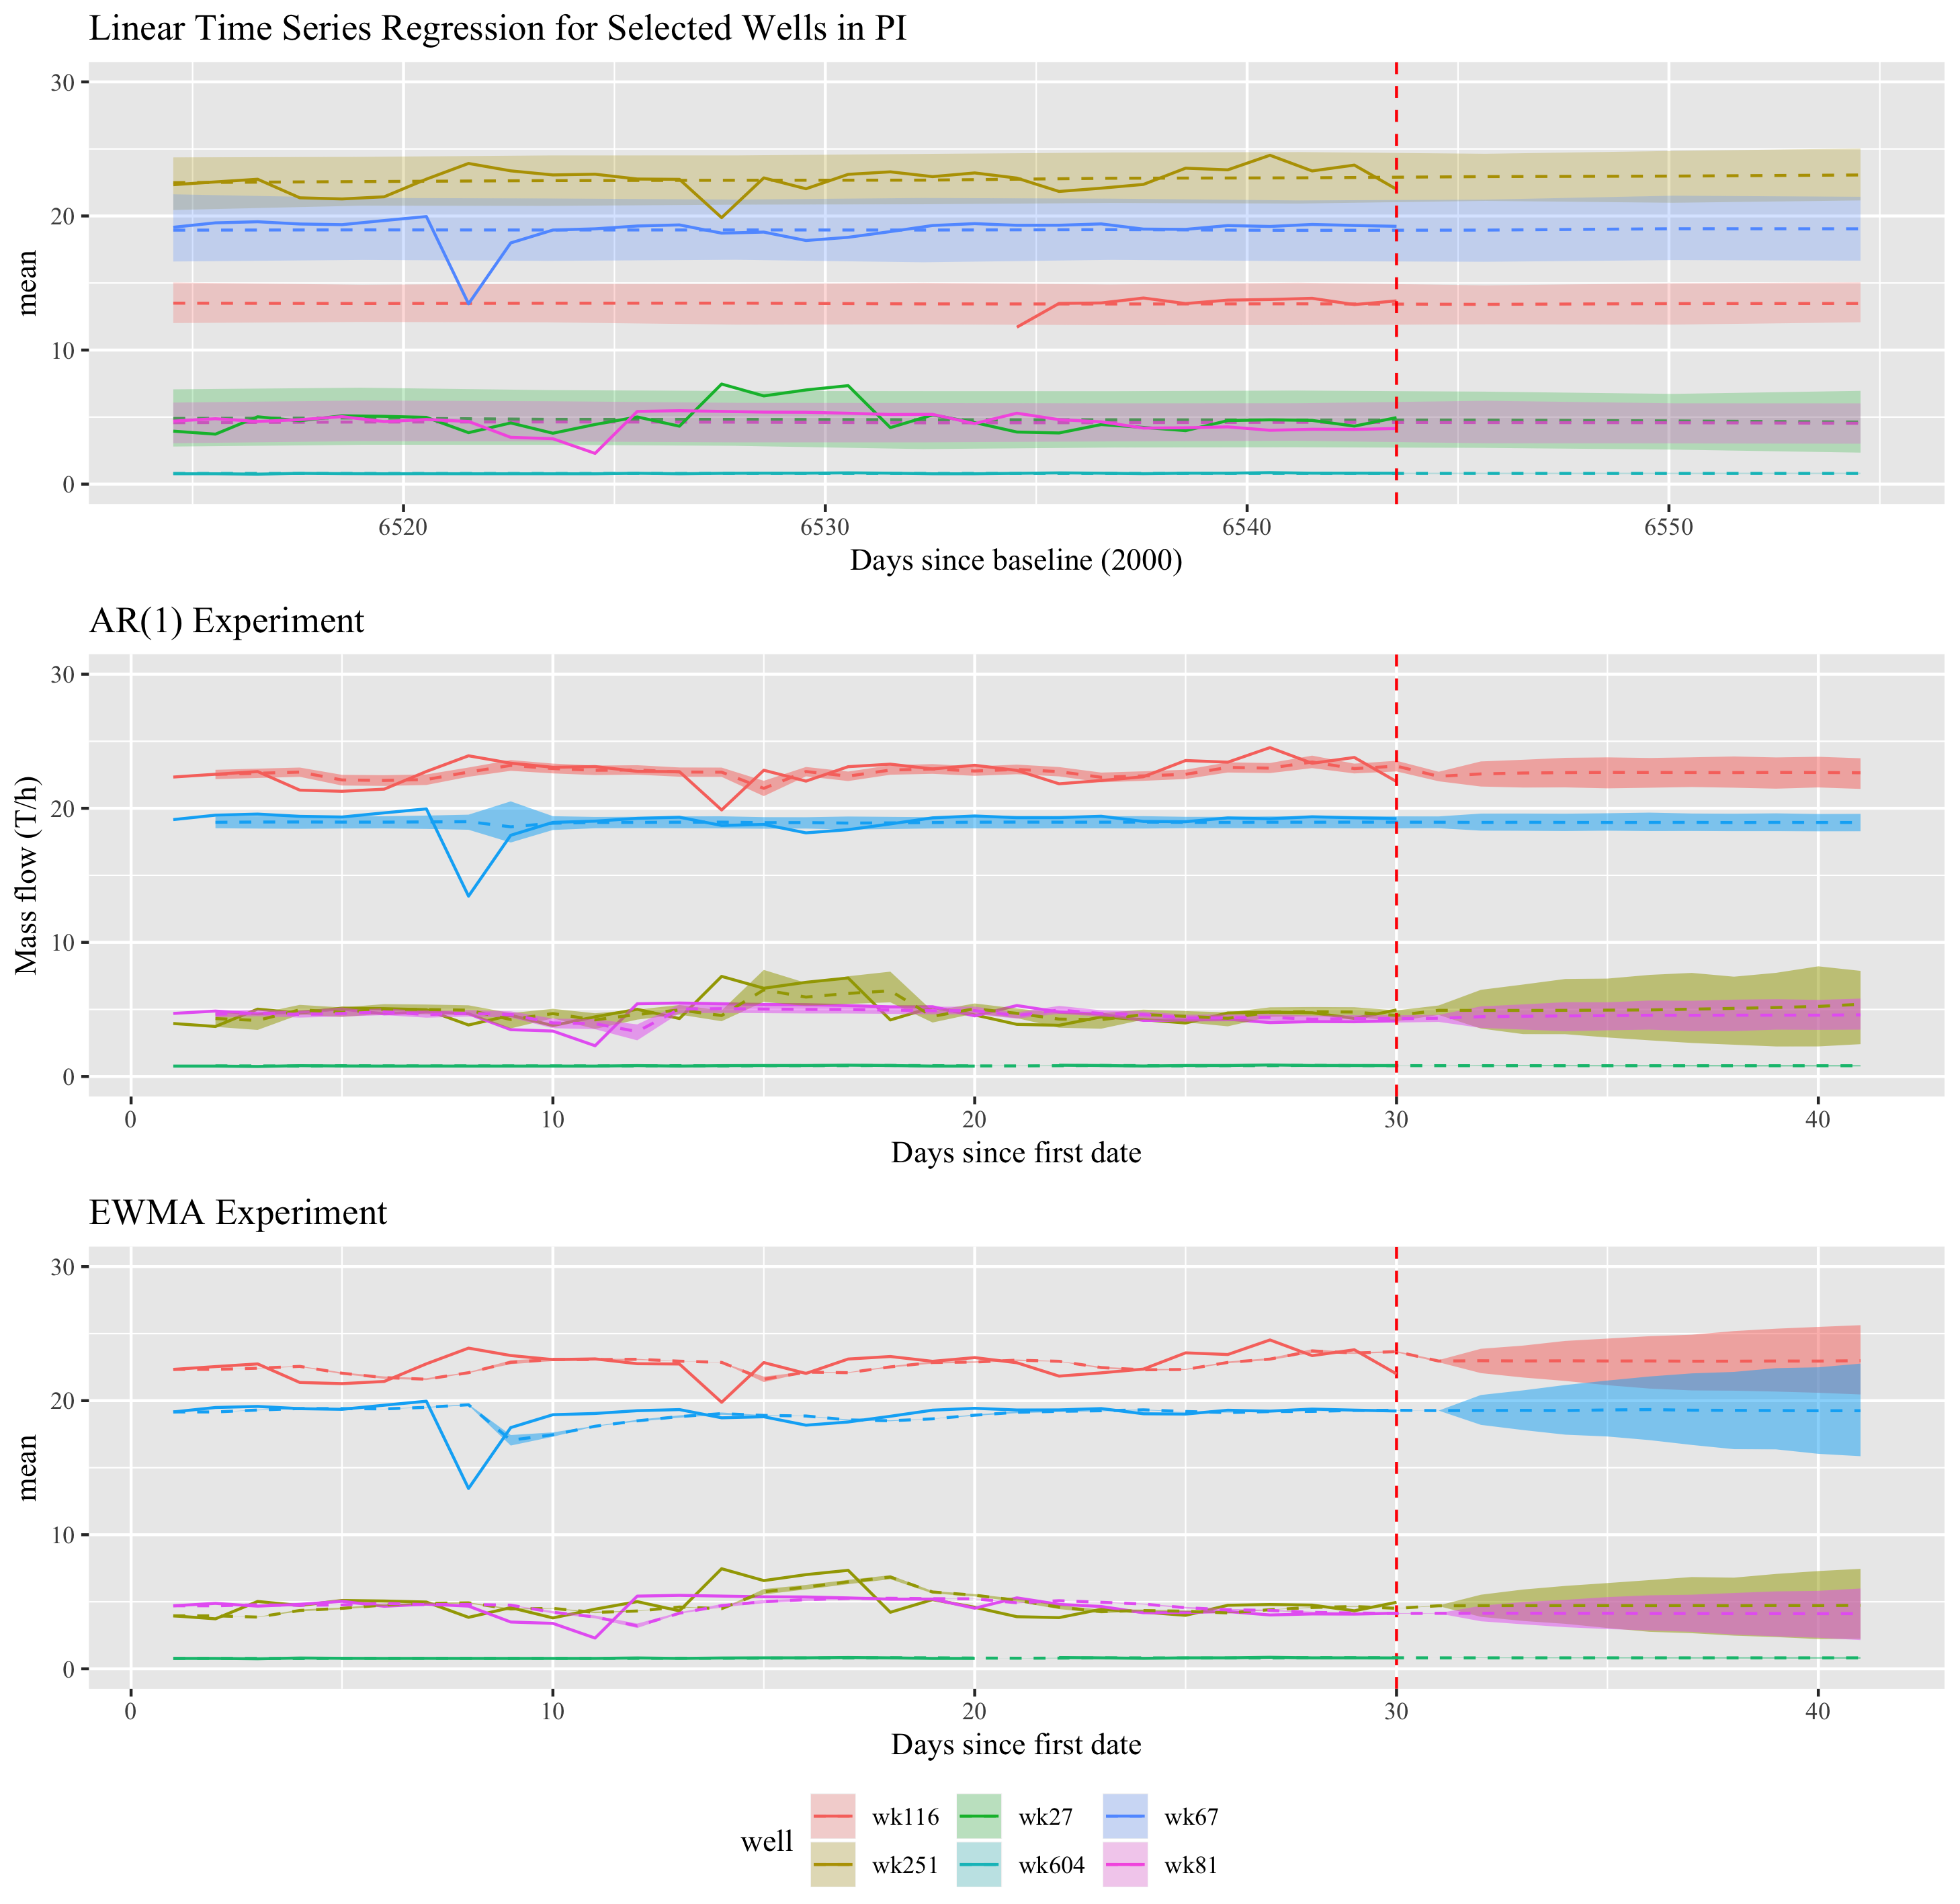 Linear Time Series Regression for Selected Wells in PI
30
20
10
0
mean
6520 6530 6540 6550
Days since baseline (2000)
AR(1) Experiment
30
20
10
0
Mass flow (T/h)
0 10 20 30 40
Days since first date
EWMA Experiment
30
20
10
0
mean
0 10 20 30 40
Days since first date
well
wk116 wk27 wk67
wk251 wk604 wk81